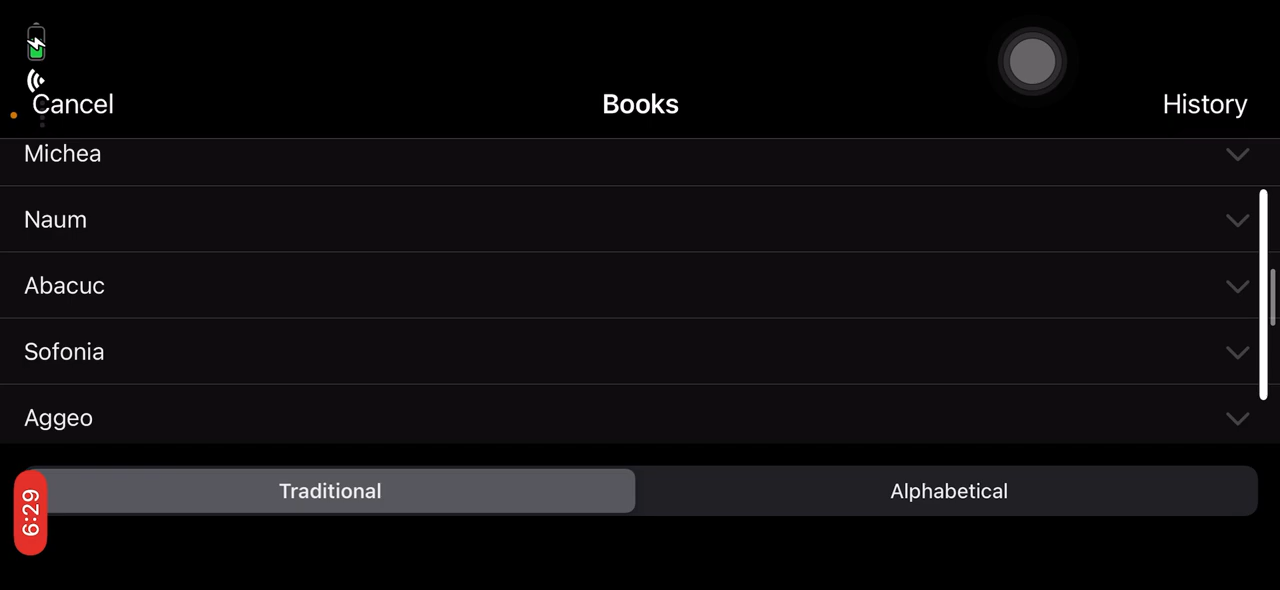 Cancel
Books
History
Michea
Naum
Abacuc
Sofonia
Aggeo
Traditional
Alphabetical
6:29